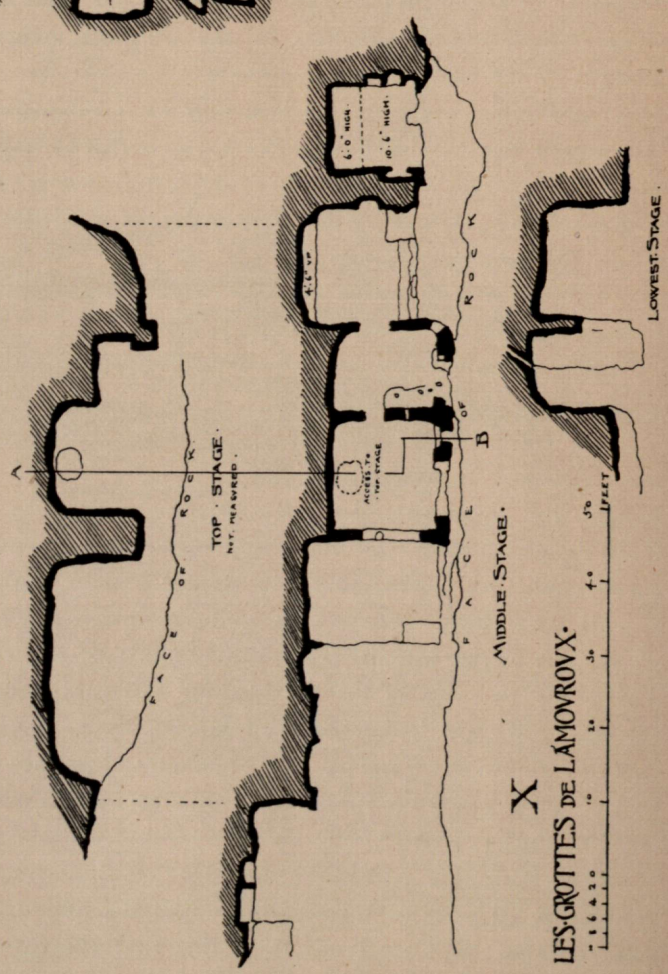 A
TOP · STAGE ·
NOT MEASURED .
FACE OF ROCK
6'. 0" HIGH .
10'. 6" HIGH .
4'. 6" UP
ACCESS TO
TOP STAGE
B
FACE OF ROCK
MIDDLE · STAGE ·
LOWEST · STAGE
X
LES · GROTTES DE LAMOVROVX ·
10 20 30 40 50
FEET